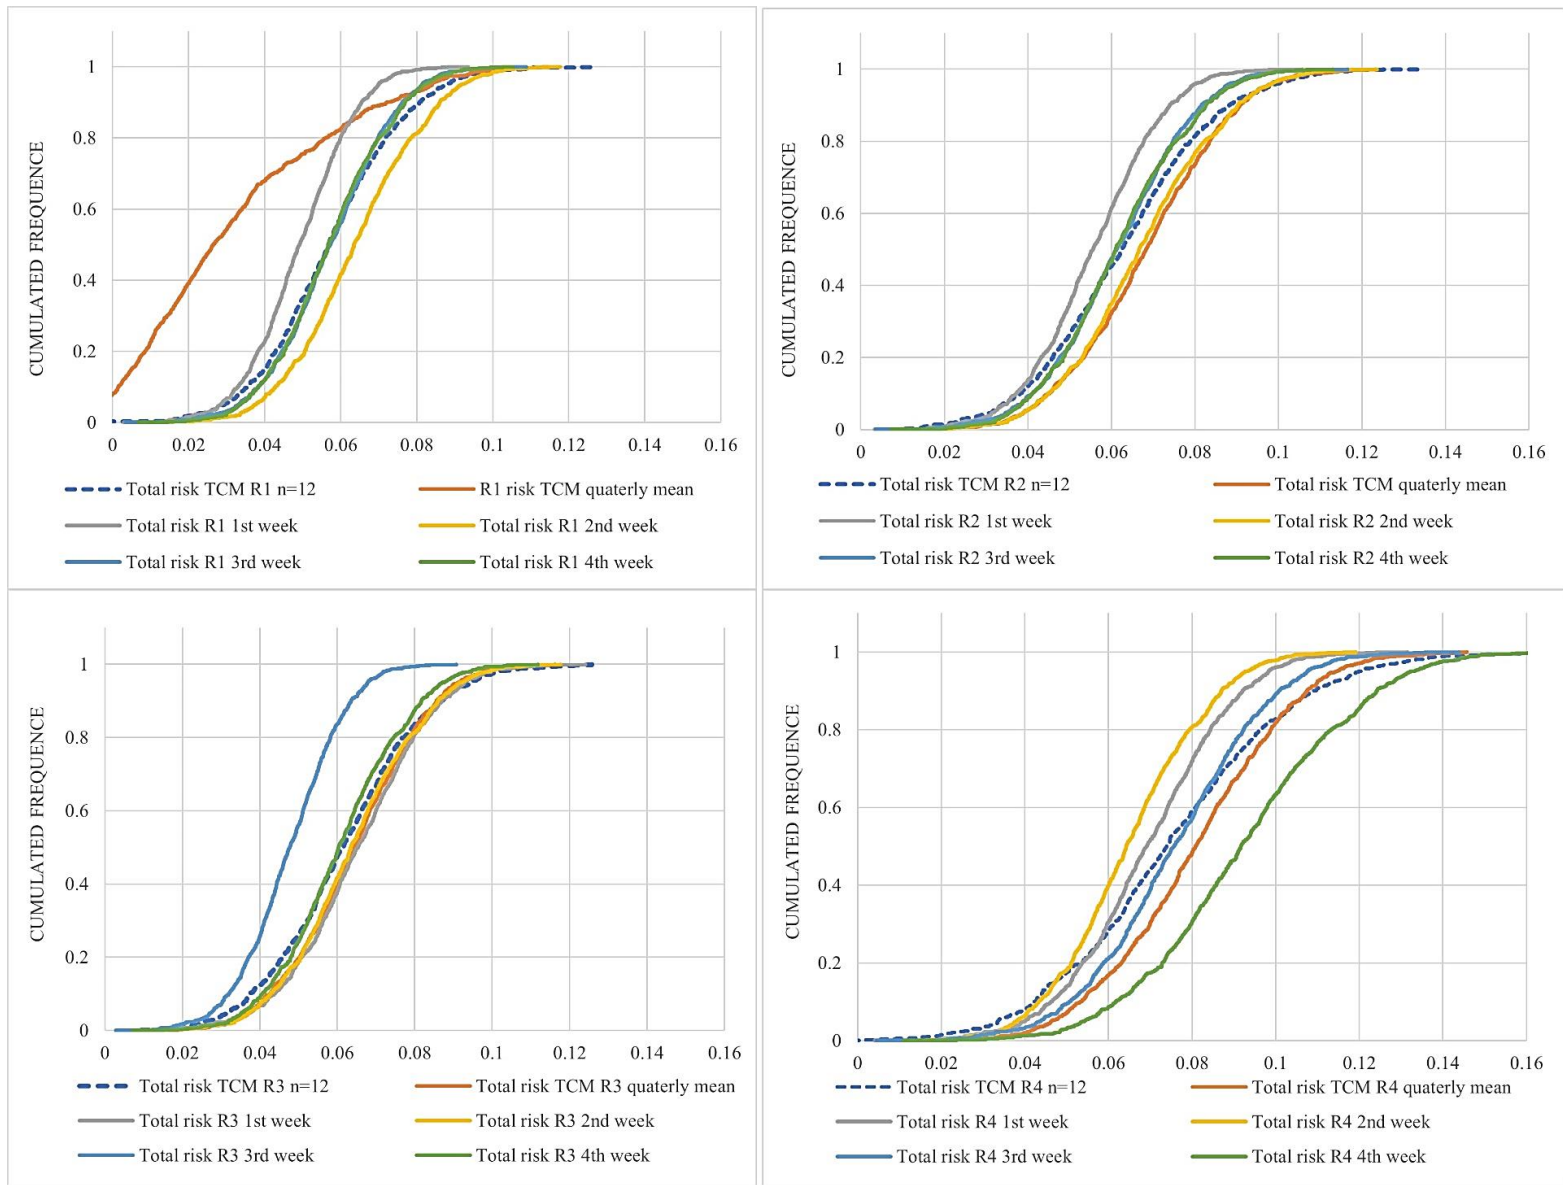 CUMULATED FREQUENCE
1
0.8
0.6
0.4
0.2
0
0 0.02 0.04 0.06 0.08 0.1 0.12 0.14 0.16
Total risk TCM R1 n=12 R1 risk TCM quaterly mean
Total risk R1 1st week Total risk R1 2nd week
Total risk R1 3rd week Total risk R1 4th week
CUMULATED FREQUENCE
1
0.8
0.6
0.4
0.2
0
0 0.02 0.04 0.06 0.08 0.1 0.12 0.14 0.16
Total risk TCM R2 n=12 Total risk TCM quaterly mean
Total risk R2 1st week Total risk R2 2nd week
Total risk R2 3rd week Total risk R2 4th week
CUMULATED FREQUENCE
1
0.8
0.6
0.4
0.2
0
0 0.02 0.04 0.06 0.08 0.1 0.12 0.14 0.16
Total risk TCM R3 n=12 Total risk TCM R3 quaterly mean
Total risk R3 1st week Total risk R3 2nd week
Total risk R3 3rd week Total risk R3 4th week
CUMULATED FREQUENCE
1
0.8
0.6
0.4
0.2
0
0 0.02 0.04 0.06 0.08 0.1 0.12 0.14 0.16
Total risk TCM R4 n=12 Total risk TCM R4 quaterly mean
Total risk R4 1st week Total risk R4 2nd week
Total risk R4 3rd week Total risk R4 4th week